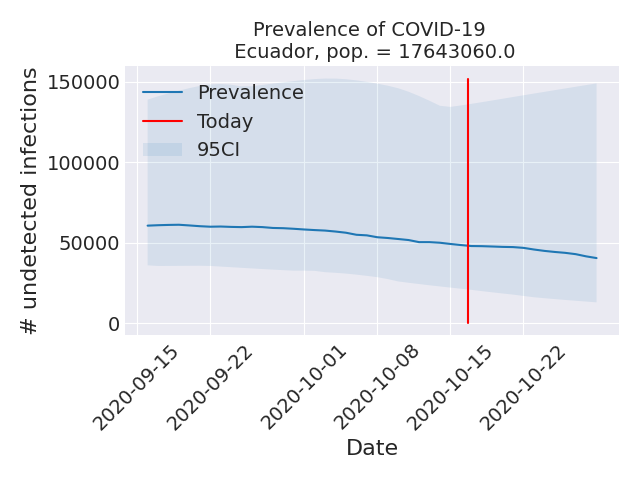 Prevalence of COVID-19
Ecuador, pop. = 17643060.0
# undetected infections
150000
100000
50000
0
Prevalence
Today
95CI
2020-09-15
2020-09-22
2020-10-01
2020-10-08
2020-10-15
2020-10-22
Date